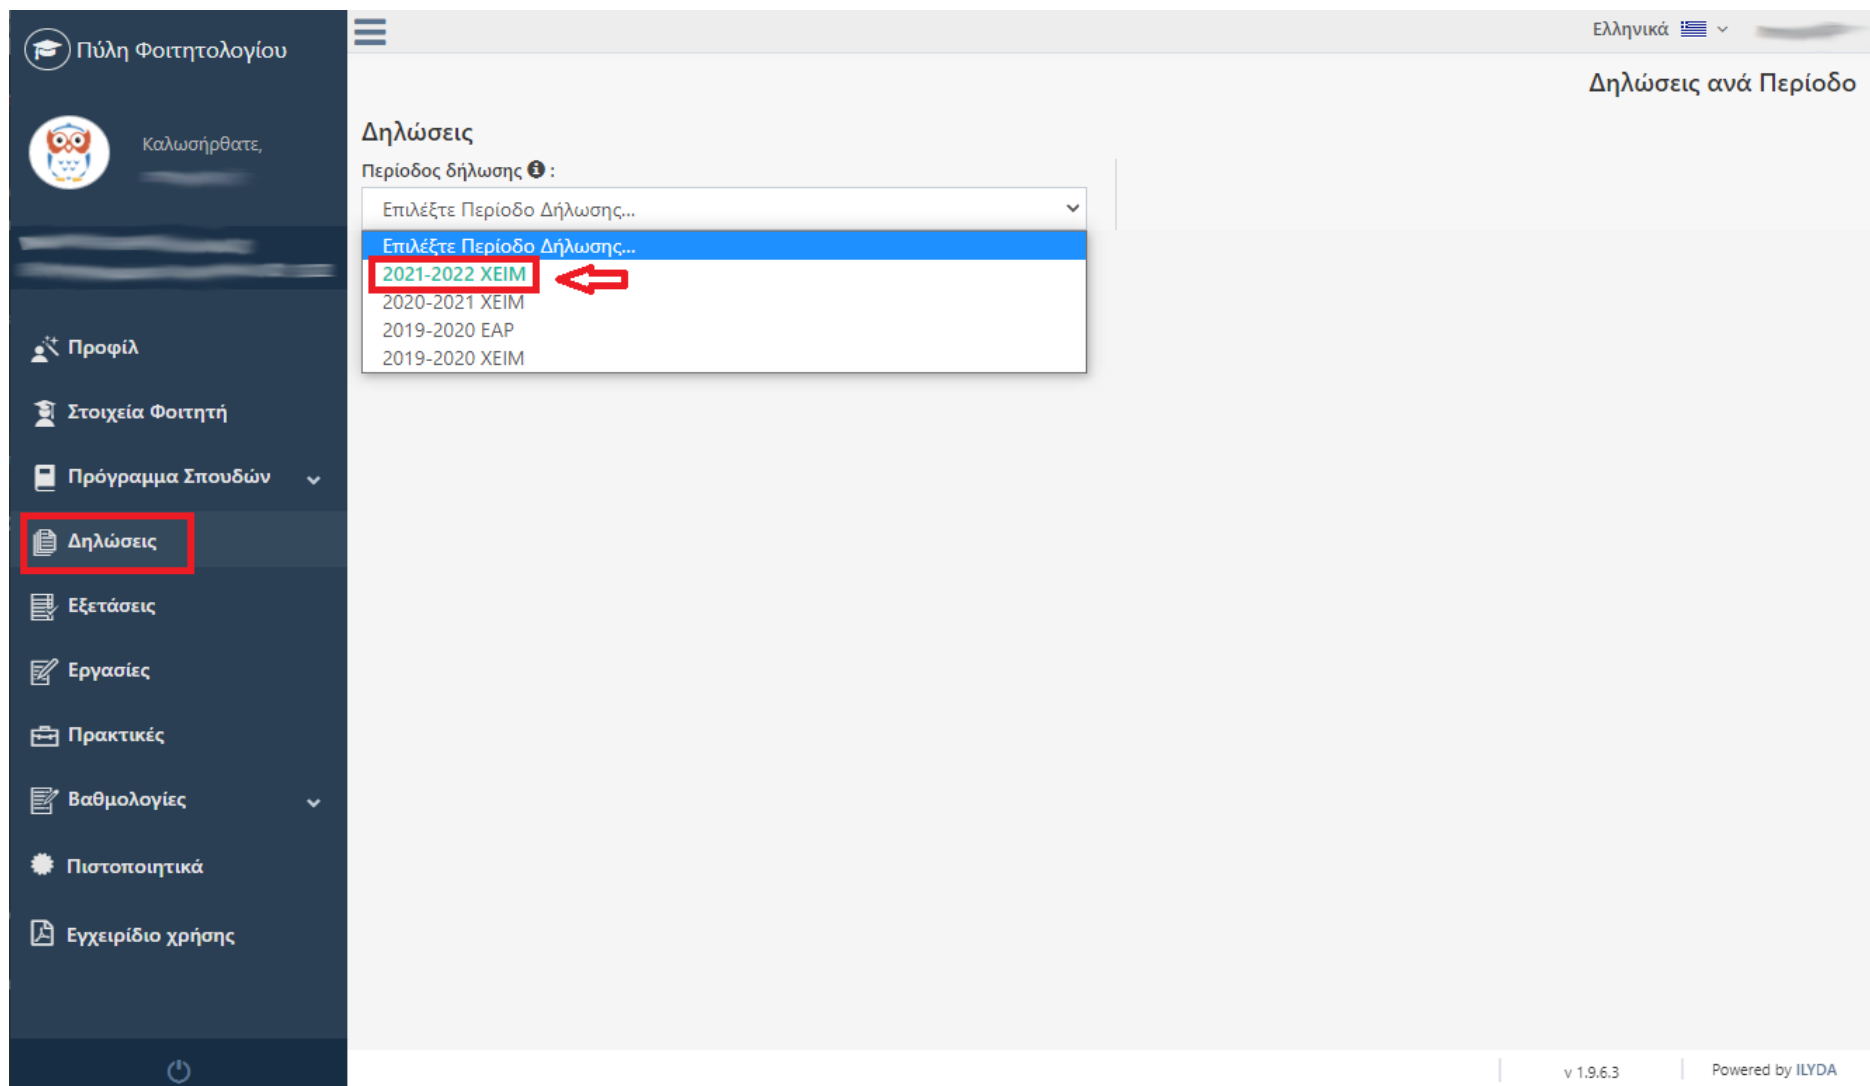 Πύλη Φοιτητολογίου
Καλωσήρθατε,
Προφίλ
Στοιχεία Φοιτητή
Πρόγραμμα Σπουδών
Δηλώσεις
Εξετάσεις
Εργασίες
Πρακτικές
Βαθμολογίες
Πιστοποιητικά
Εγχειρίδιο χρήσης
Ελληνικά
Δηλώσεις ανά Περίοδο
Δηλώσεις
Περίοδος δήλωσης :
Επιλέξτε Περίοδο Δήλωσης...
Επιλέξτε Περίοδο Δήλωσης...
2021-2022 ΧΕΙΜ
2020-2021 ΧΕΙΜ
2019-2020 ΕΑΡ
2019-2020 ΧΕΙΜ
v 1.9.6.3
Powered by ILYDA